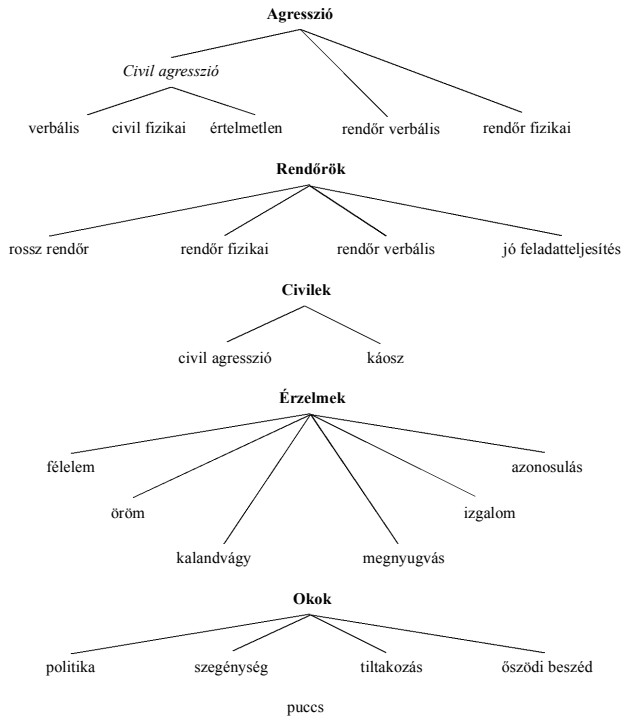 Agresszió
Civil agresszió
verbális civil fizikai értelmetlen rendőr verbális rendőr fizikai
Rendőrök
rossz rendőr rendőr fizikai rendőr verbális jó feladatteljesítés
Civilek
civil agresszió káosz
Érzelmek
félelem azonosulás
öröm izgalom
kalandvágy megnyugvás
Okok
politika szegénység tiltakozás őszödi beszéd
puccs